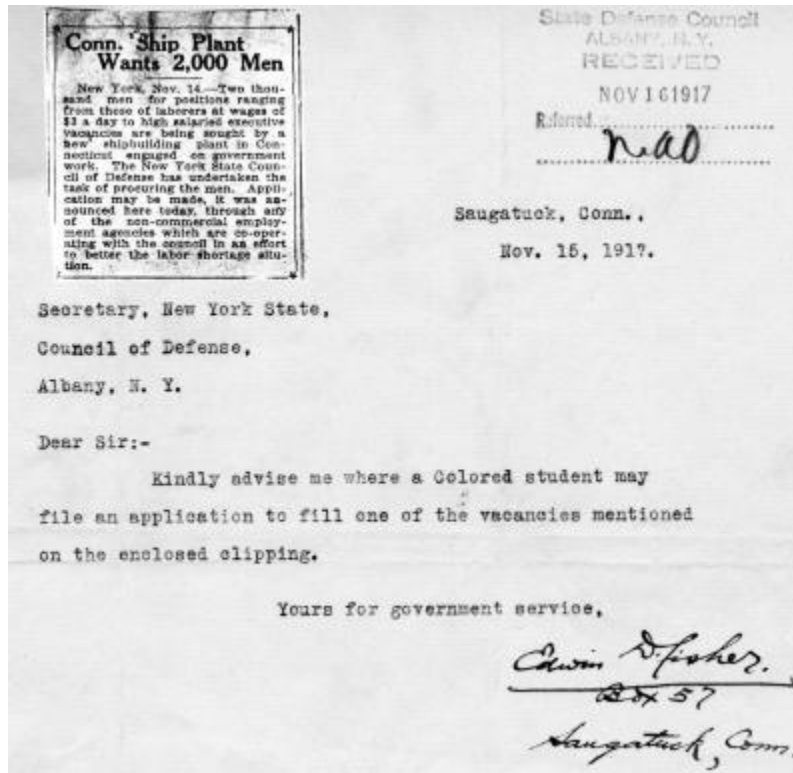 Conn. Ship Plant
Wants 2,000 Men
New York, Nov. 14.—Two thou-
sand men for positions ranging
from those of laborers at wages of
$3 a day to high salaried executive
vacancies are being sought by a
new shipbuilding plant in Con-
necticut engaged on government
work. The New York State Coun-
cil of Defense has undertaken the
task of procuring the men. Appli-
cation may be made, it was an-
nounced here today, through any
of the non-commercial employ-
ment agencies which are co-oper-
ating with the council in an effort
to better the labor shortage situ-
tion.
State Defense Council
ALBANY, N. Y.
RECEIVED
NOV 161917
Referred
Saugatuck, Conn.,
Nov. 15, 1917.
Secretary, New York State,
Council of Defense,
Albany, N. Y.
Dear Sir:-
Kindly advise me where a Colored student may
file an application to fill one of the vacancies mentioned
on the enclosed clipping.
Yours for government service,
Edwin D. Fisher.
Box 57
Saugatuck, Conn.